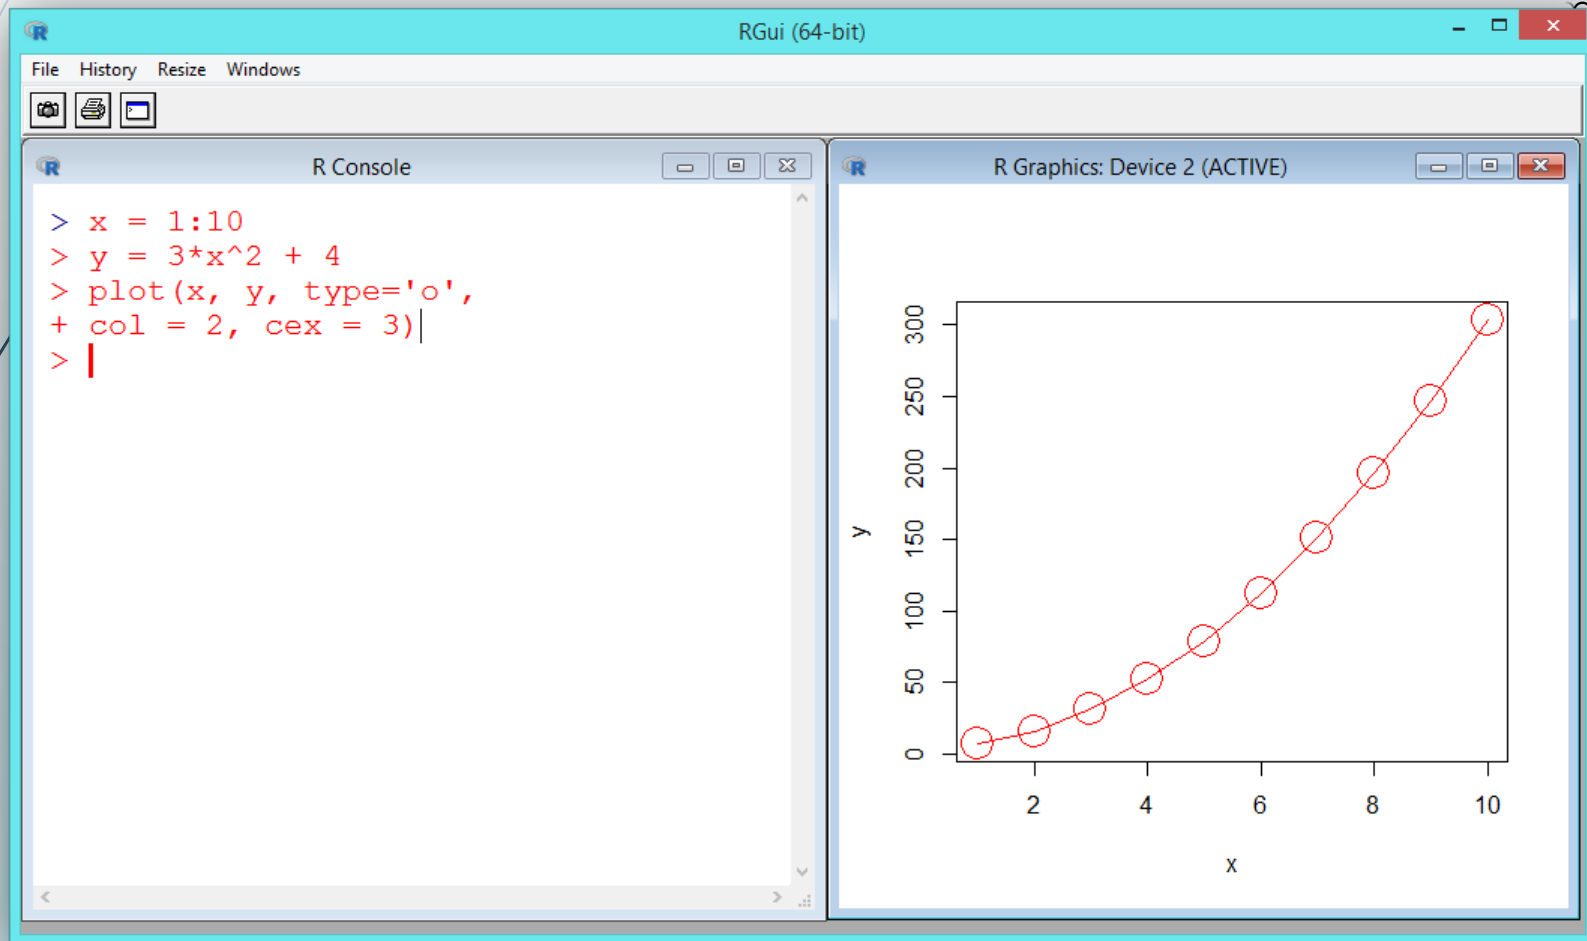 RGui (64-bit)
File History Resize Windows
R Console
> x = 1:10
> y = 3*x^2 + 4
> plot(x, y, type='o',
+ col = 2, cex = 3)
>
R Graphics: Device 2 (ACTIVE)
300
250
200
150
100
50
0
y
2 4 6 8 10
x